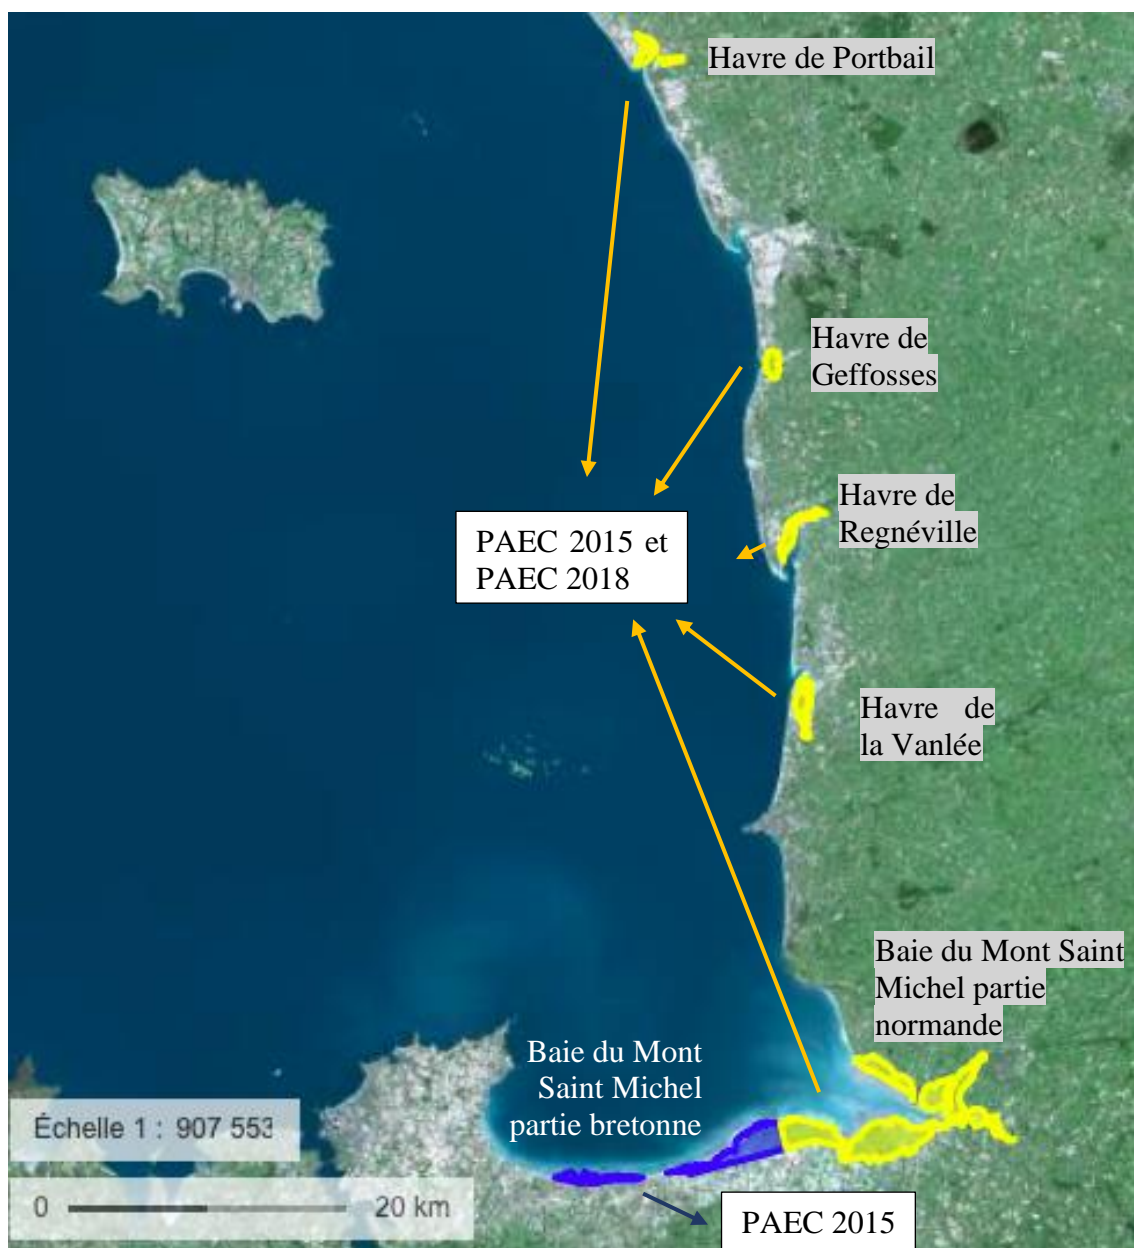 Havre de Portbail
Havre de
Geffosses
Havre de
Regnéville
PAEC 2015 et
PAEC 2018
Havre de
la Vanlée
Baie du Mont Saint
Michel partie
normande
Baie du Mont
Saint Michel
partie bretonne
Échelle 1 : 907 553
0 20 km
PAEC 2015